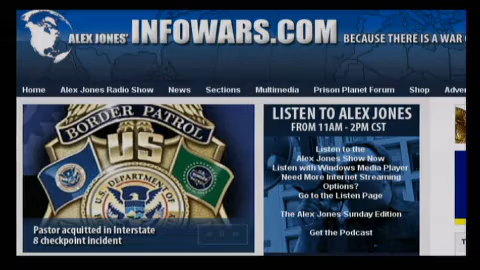 ALEX JONES' INFOWARS.COM BECAUSE THERE IS A WAR
Home Alex Jones Radio Show News Sections Multimedia Prison Planet Forum Shop
BORDER PATROL
US
U.S. DEPARTMENT OF
Pastor acquitted in Interstate
8 checkpoint incident
LISTEN TO ALEX JONES
FROM 11AM - 2PM CST
Listen to the
Alex Jones Show Now
Listen with Windows Media Player
Need More Internet Streaming
Options?
Go to the Listen Page
The Alex Jones Sunday Edition
Get the Podcast